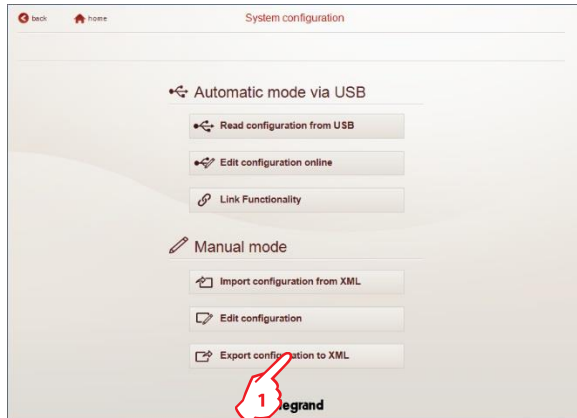 back home System configuration
Automatic mode via USB
Read configuration from USB
Edit configuration online
Link Functionality
Manual mode
Import configuration from XML
Edit configuration
Export configuration to XML
1
legrand